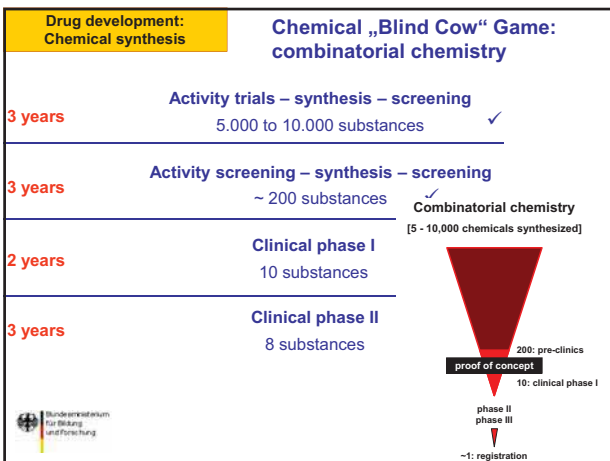 Drug development:
Chemical synthesis
Chemical „Blind Cow“ Game:
combinatorial chemistry
3 years
Activity trials – synthesis – screening
5.000 to 10.000 substances ✓
3 years
Activity screening – synthesis – screening
~ 200 substances ✓
2 years
Clinical phase I
10 substances
3 years
Clinical phase II
8 substances
Combinatorial chemistry
[5 - 10,000 chemicals synthesized]
200: pre-clinics
proof of concept
10: clinical phase I
phase II
phase III
~1: registration
Bundesministerium
für Bildung
und Forschung